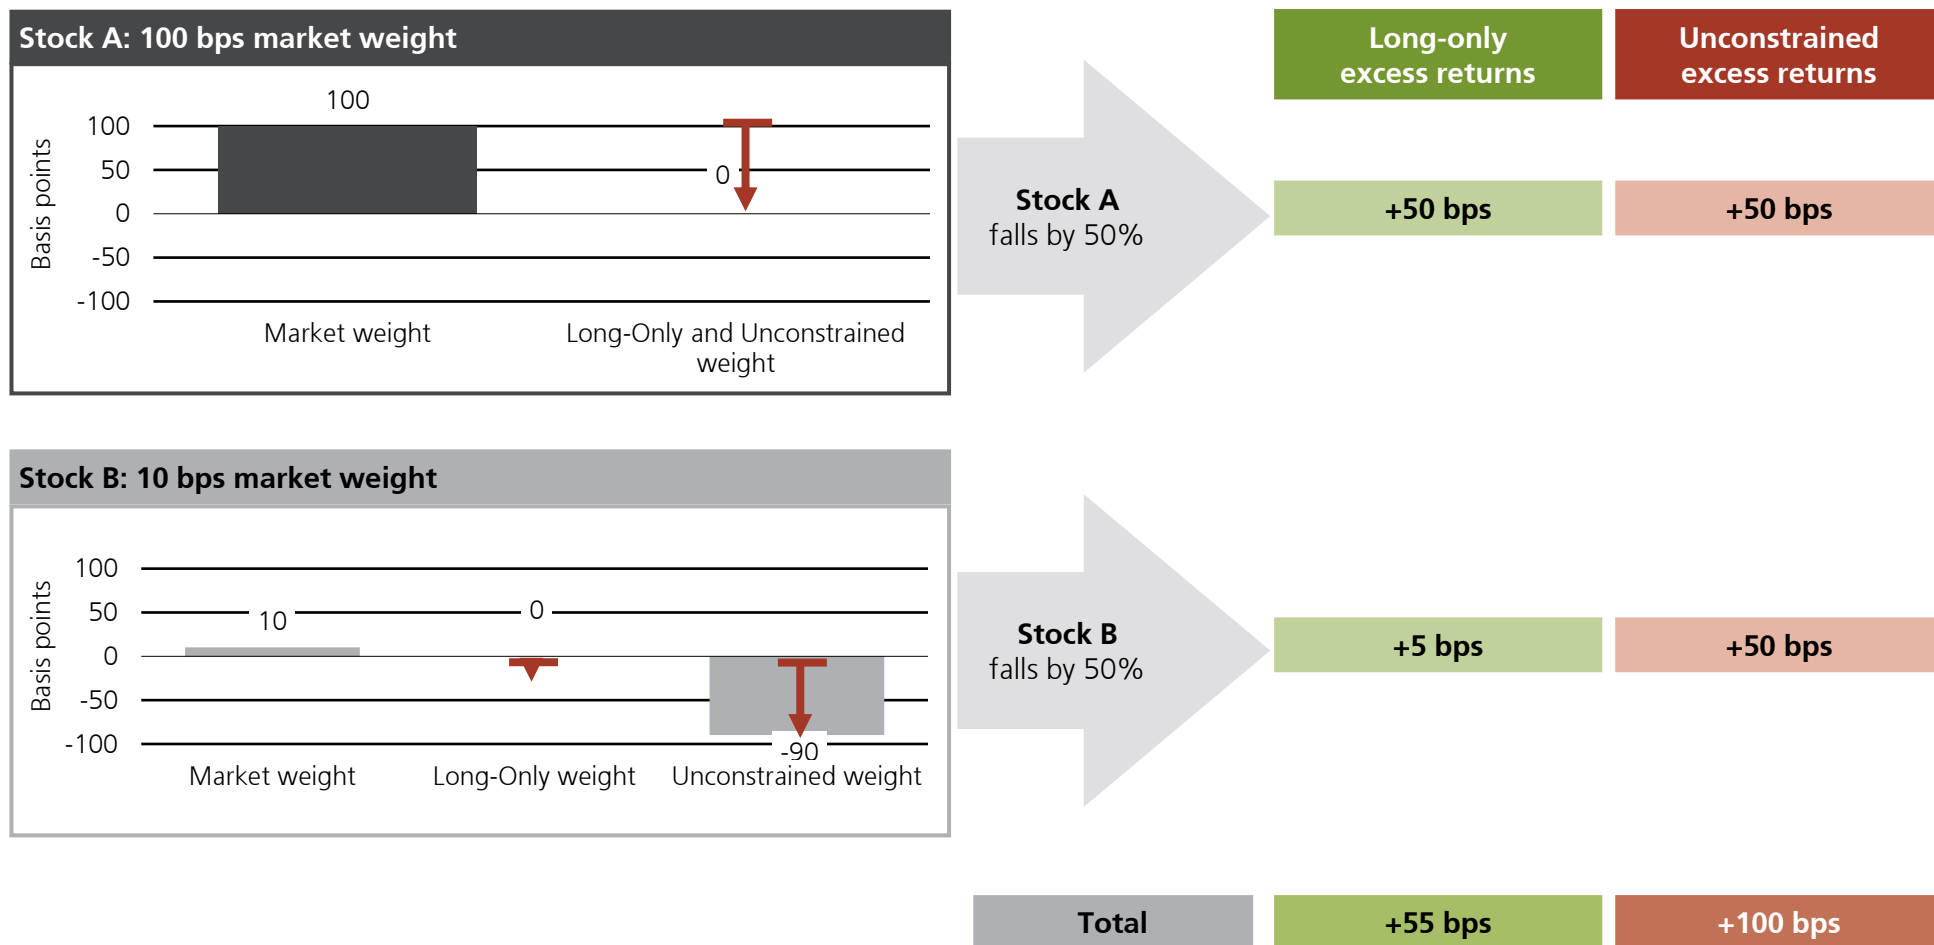 Stock A: 100 bps market weight
Long-only
excess returns
Unconstrained
excess returns
Basis points
100
50
0
-50
-100
100
0
Market weight
Long-Only and Unconstrained
weight
Stock A
falls by 50%
+50 bps
+50 bps
Stock B: 10 bps market weight
Basis points
100
50
0
-50
-100
10
0
-90
Market weight
Long-Only weight
Unconstrained weight
Stock B
falls by 50%
+5 bps
+50 bps
Total
+55 bps
+100 bps